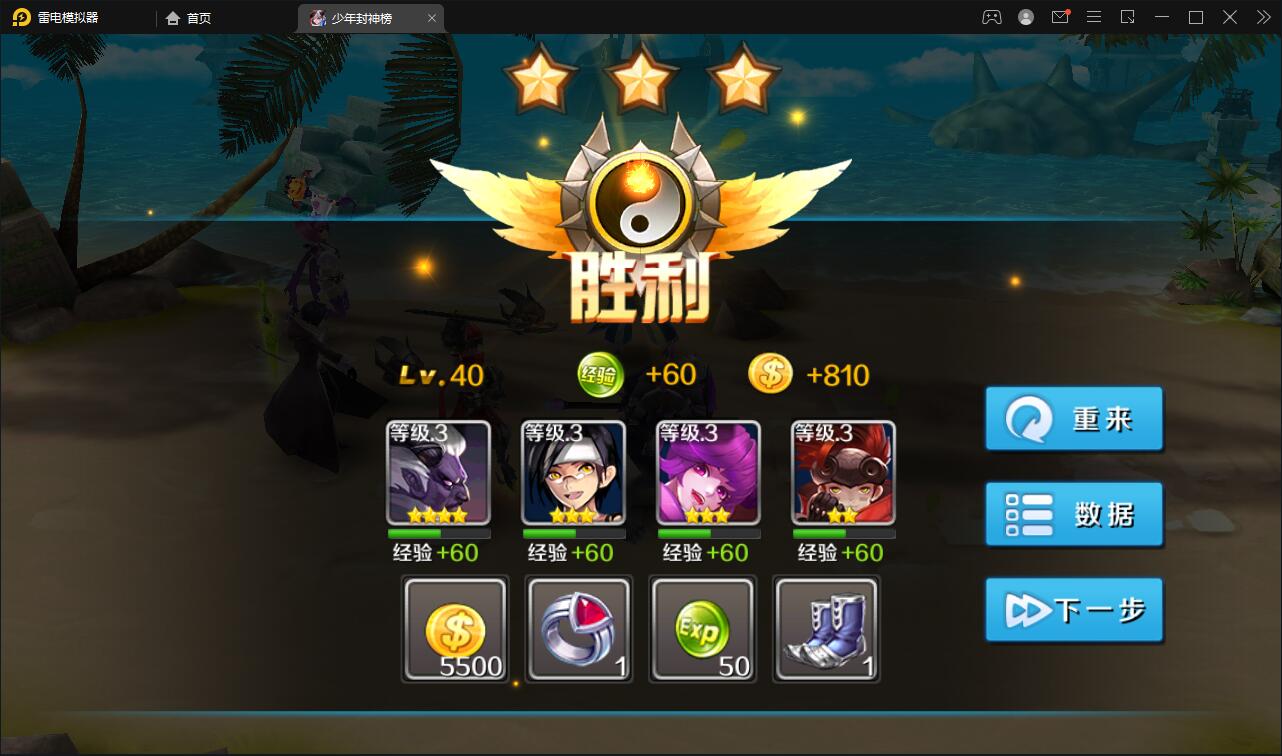 雷电模拟器 首页 少年封神榜
胜利
Lv.40 经验 +60 $ +810
等级.3 等级.3 等级.3 等级.3
经验+60 经验+60 经验+60 经验+60
$ 5500 1 Exp 50 1
重来
数据
下一步